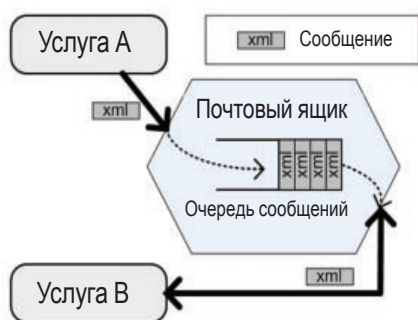 Услуга A
xml Сообщение
xml
Почтовый ящик
xml xml xml xml
Очередь сообщений
xml
Услуга B